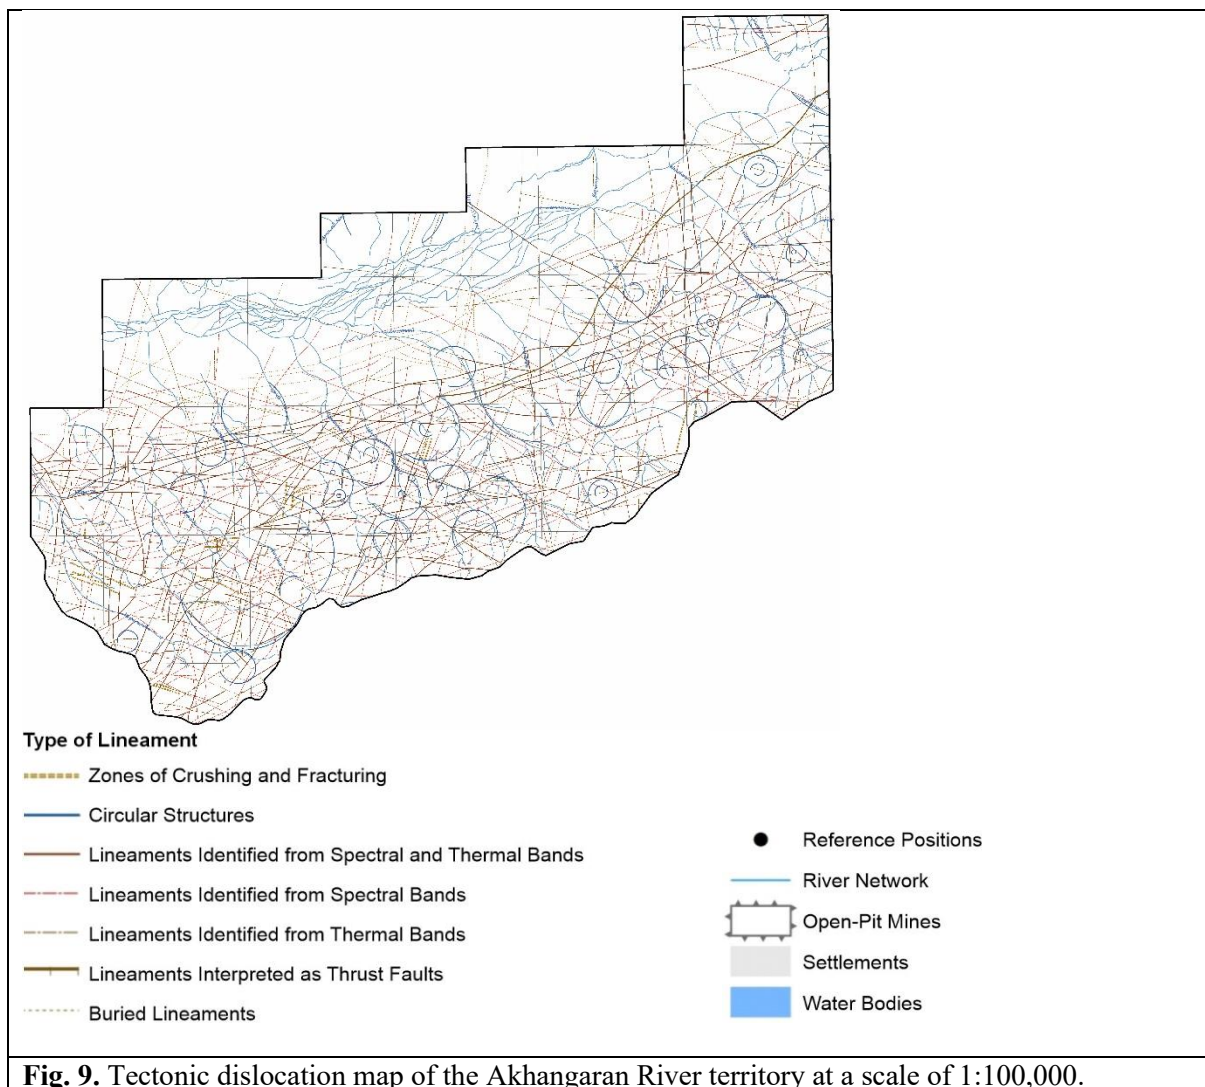 Type of Lineament
Zones of Crushing and Fracturing
Circular Structures
Lineaments Identified from Spectral and Thermal Bands
Lineaments Identified from Spectral Bands
Lineaments Identified from Thermal Bands
Lineaments Interpreted as Thrust Faults
Buried Lineaments
Reference Positions
River Network
Open-Pit Mines
Settlements
Water Bodies
Fig. 9. Tectonic dislocation map of the Akhangaran River territory at a scale of 1:100,000.